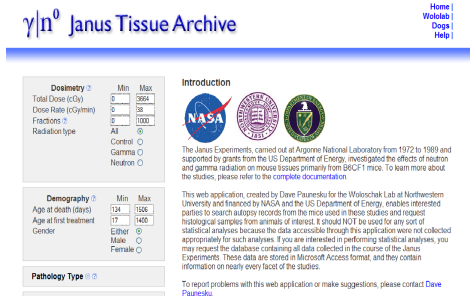 γ|n⁰ Janus Tissue Archive
Home |
Wololab |
Dogs |
Help |
Dosimetry ? Min Max
Total Dose (cGy) 0 3664
Dose Rate (cGy/min) 0 38
Fractions ? 0 1000
Radiation type All
Control
Gamma
Neutron
Demography ? Min Max
Age at death (days) 134 1506
Age at first treatment 17 1400
Gender Either
Male
Female
Pathology Type ?
Introduction
NASA
The Janus Experiments, carried out at Argonne National Laboratory from 1972 to 1989 and
supported by grants from the US Department of Energy, investigated the effects of neutron
and gamma radiation on mouse tissues primarily from B6CF1 mice. To learn more about
the studies, please refer to the complete documentation.
This web application, created by Dave Paunesku for the Woloschak Lab at Northwestern
University and financed by NASA and the US Department of Energy, enables interested
parties to search autopsy records from the mice used in these studies and request
histological samples from animals of interest. It should NOT be used for any sort of
statistical analyses because the data accessible through this application were not collected
appropriately for such analyses. If you are interested in performing statistical analyses, you
may request the database containing all data collected in the course of the Janus
Experiments. These data are stored in Microsoft Access format, and they contain
information on nearly every facet of the studies.
To report problems with this web application or make suggestions, please contact Dave
Paunesku.